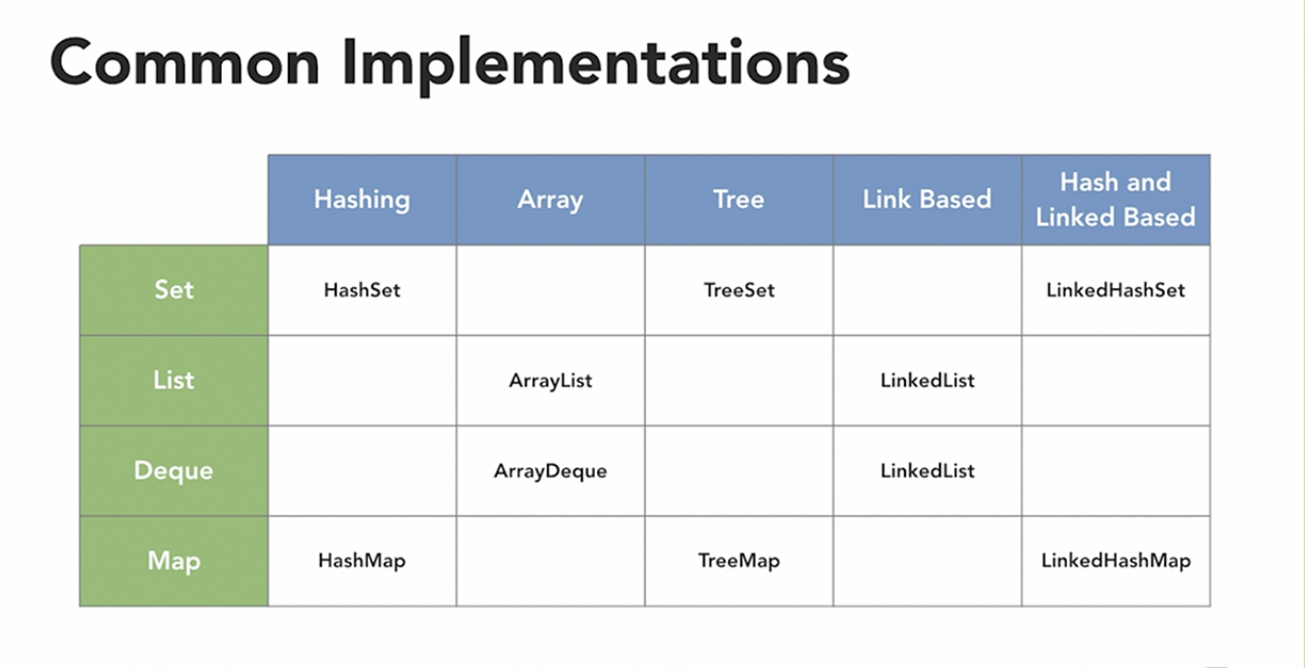 Common Implementations
Hashing Array Tree Link Based Hash and
Linked Based
Set HashSet TreeSet LinkedHashSet
List ArrayList LinkedList
Deque ArrayDeque LinkedList
Map HashMap TreeMap LinkedHashMap